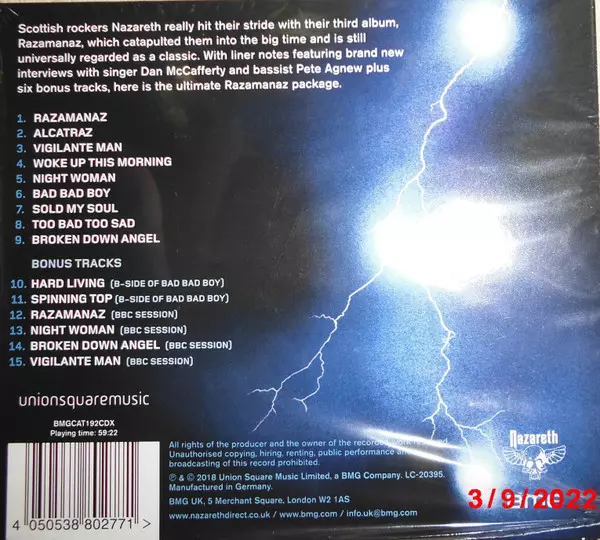 Scottish rockers Nazareth really hit their stride with their third album,
Razamanaz, which catapulted them into the big time and is still
universally regarded as a classic. With liner notes featuring brand new
interviews with singer Dan McCafferty and bassist Pete Agnew plus
six bonus tracks, here is the ultimate Razamanaz package.
1. RAZAMANAZ
2. ALCATRAZ
3. VIGILANTE MAN
4. WOKE UP THIS MORNING
5. NIGHT WOMAN
6. BAD BAD BOY
7. SOLD MY SOUL
8. TOO BAD TOO SAD
9. BROKEN DOWN ANGEL
BONUS TRACKS
10. HARD LIVING (B-SIDE OF BAD BAD BOY)
11. SPINNING TOP (B-SIDE OF BAD BAD BOY)
12. RAZAMANAZ (BBC SESSION)
13. NIGHT WOMAN (BBC SESSION)
14. BROKEN DOWN ANGEL (BBC SESSION)
15. VIGILANTE MAN (BBC SESSION)
unionsquaremusic
BMGCAT192CDX
Playing time: 59:22
4 050538 802771 >
All rights of the producer and the owner of the recorded work reserved.
Unauthorised copying, hiring, renting, public performance and
broadcasting of this record prohibited.
℗ & © 2018 Union Square Music Limited, a BMG Company. LC-20395.
Manufactured in Germany.
BMG UK, 5 Merchant Square, London W2 1AS
www.nazarethdirect.co.uk / www.bmg.com / info.uk@bmg.com
Nazareth
3/9/2022